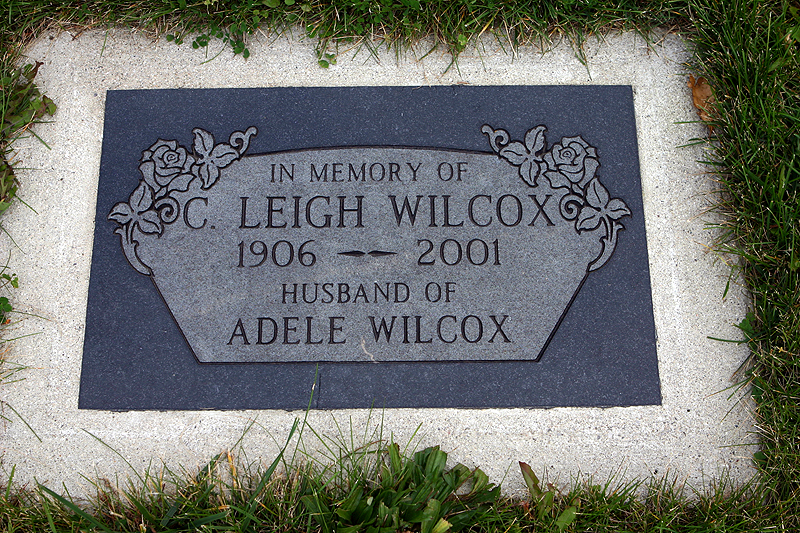 IN MEMORY OF
C. LEIGH WILCOX
1906 — 2001
HUSBAND OF
ADELE WILCOX